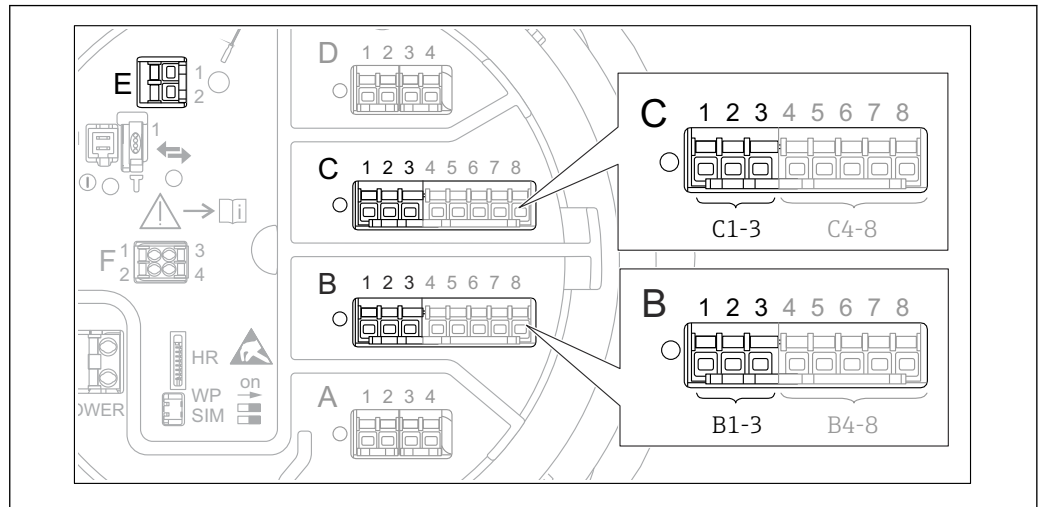 D 1 2 3 4
E 1
2
1
C 1 2 3 4 5 6 7 8
C 1 2 3 4 5 6 7 8
C1-3 C4-8
i
F 1 3
2 4
B 1 2 3 4 5 6 7 8
B 1 2 3 4 5 6 7 8
B1-3 B4-8
HR
WP on
SIM
OWER
A 1 2 3 4